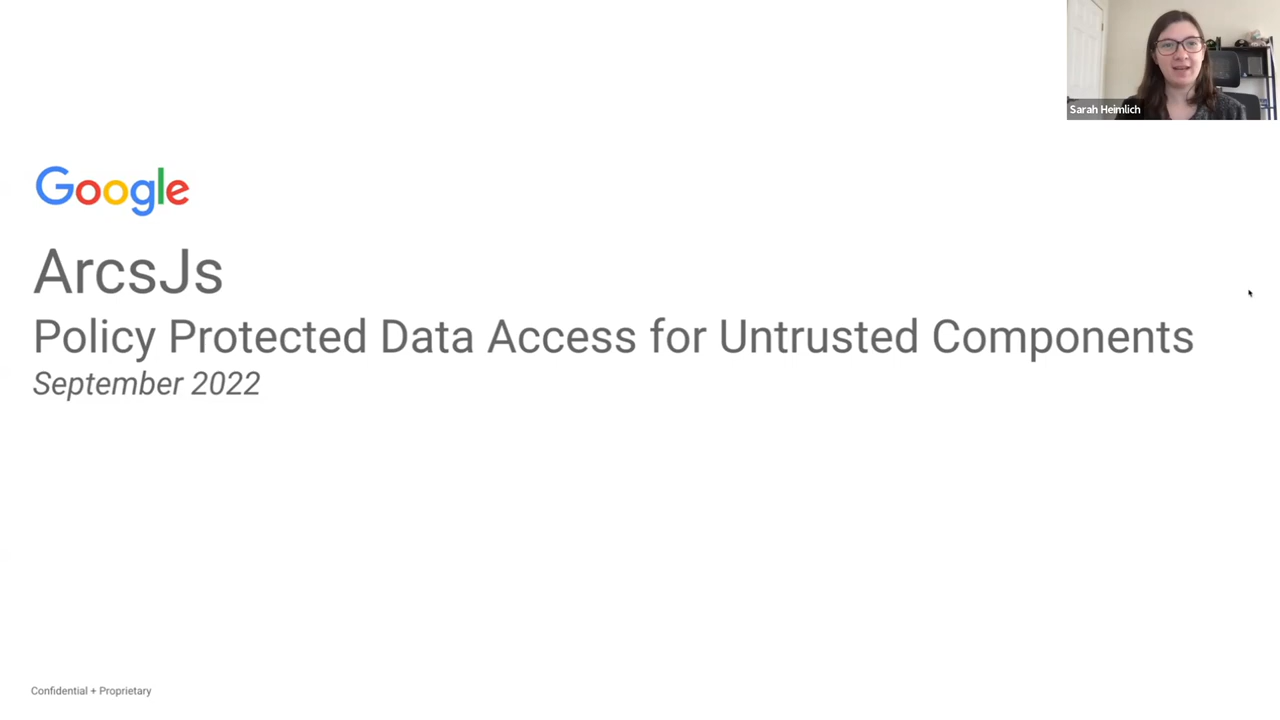 Sarah Heimlich
Google
ArcsJs
Policy Protected Data Access for Untrusted Components
September 2022
Confidential + Proprietary